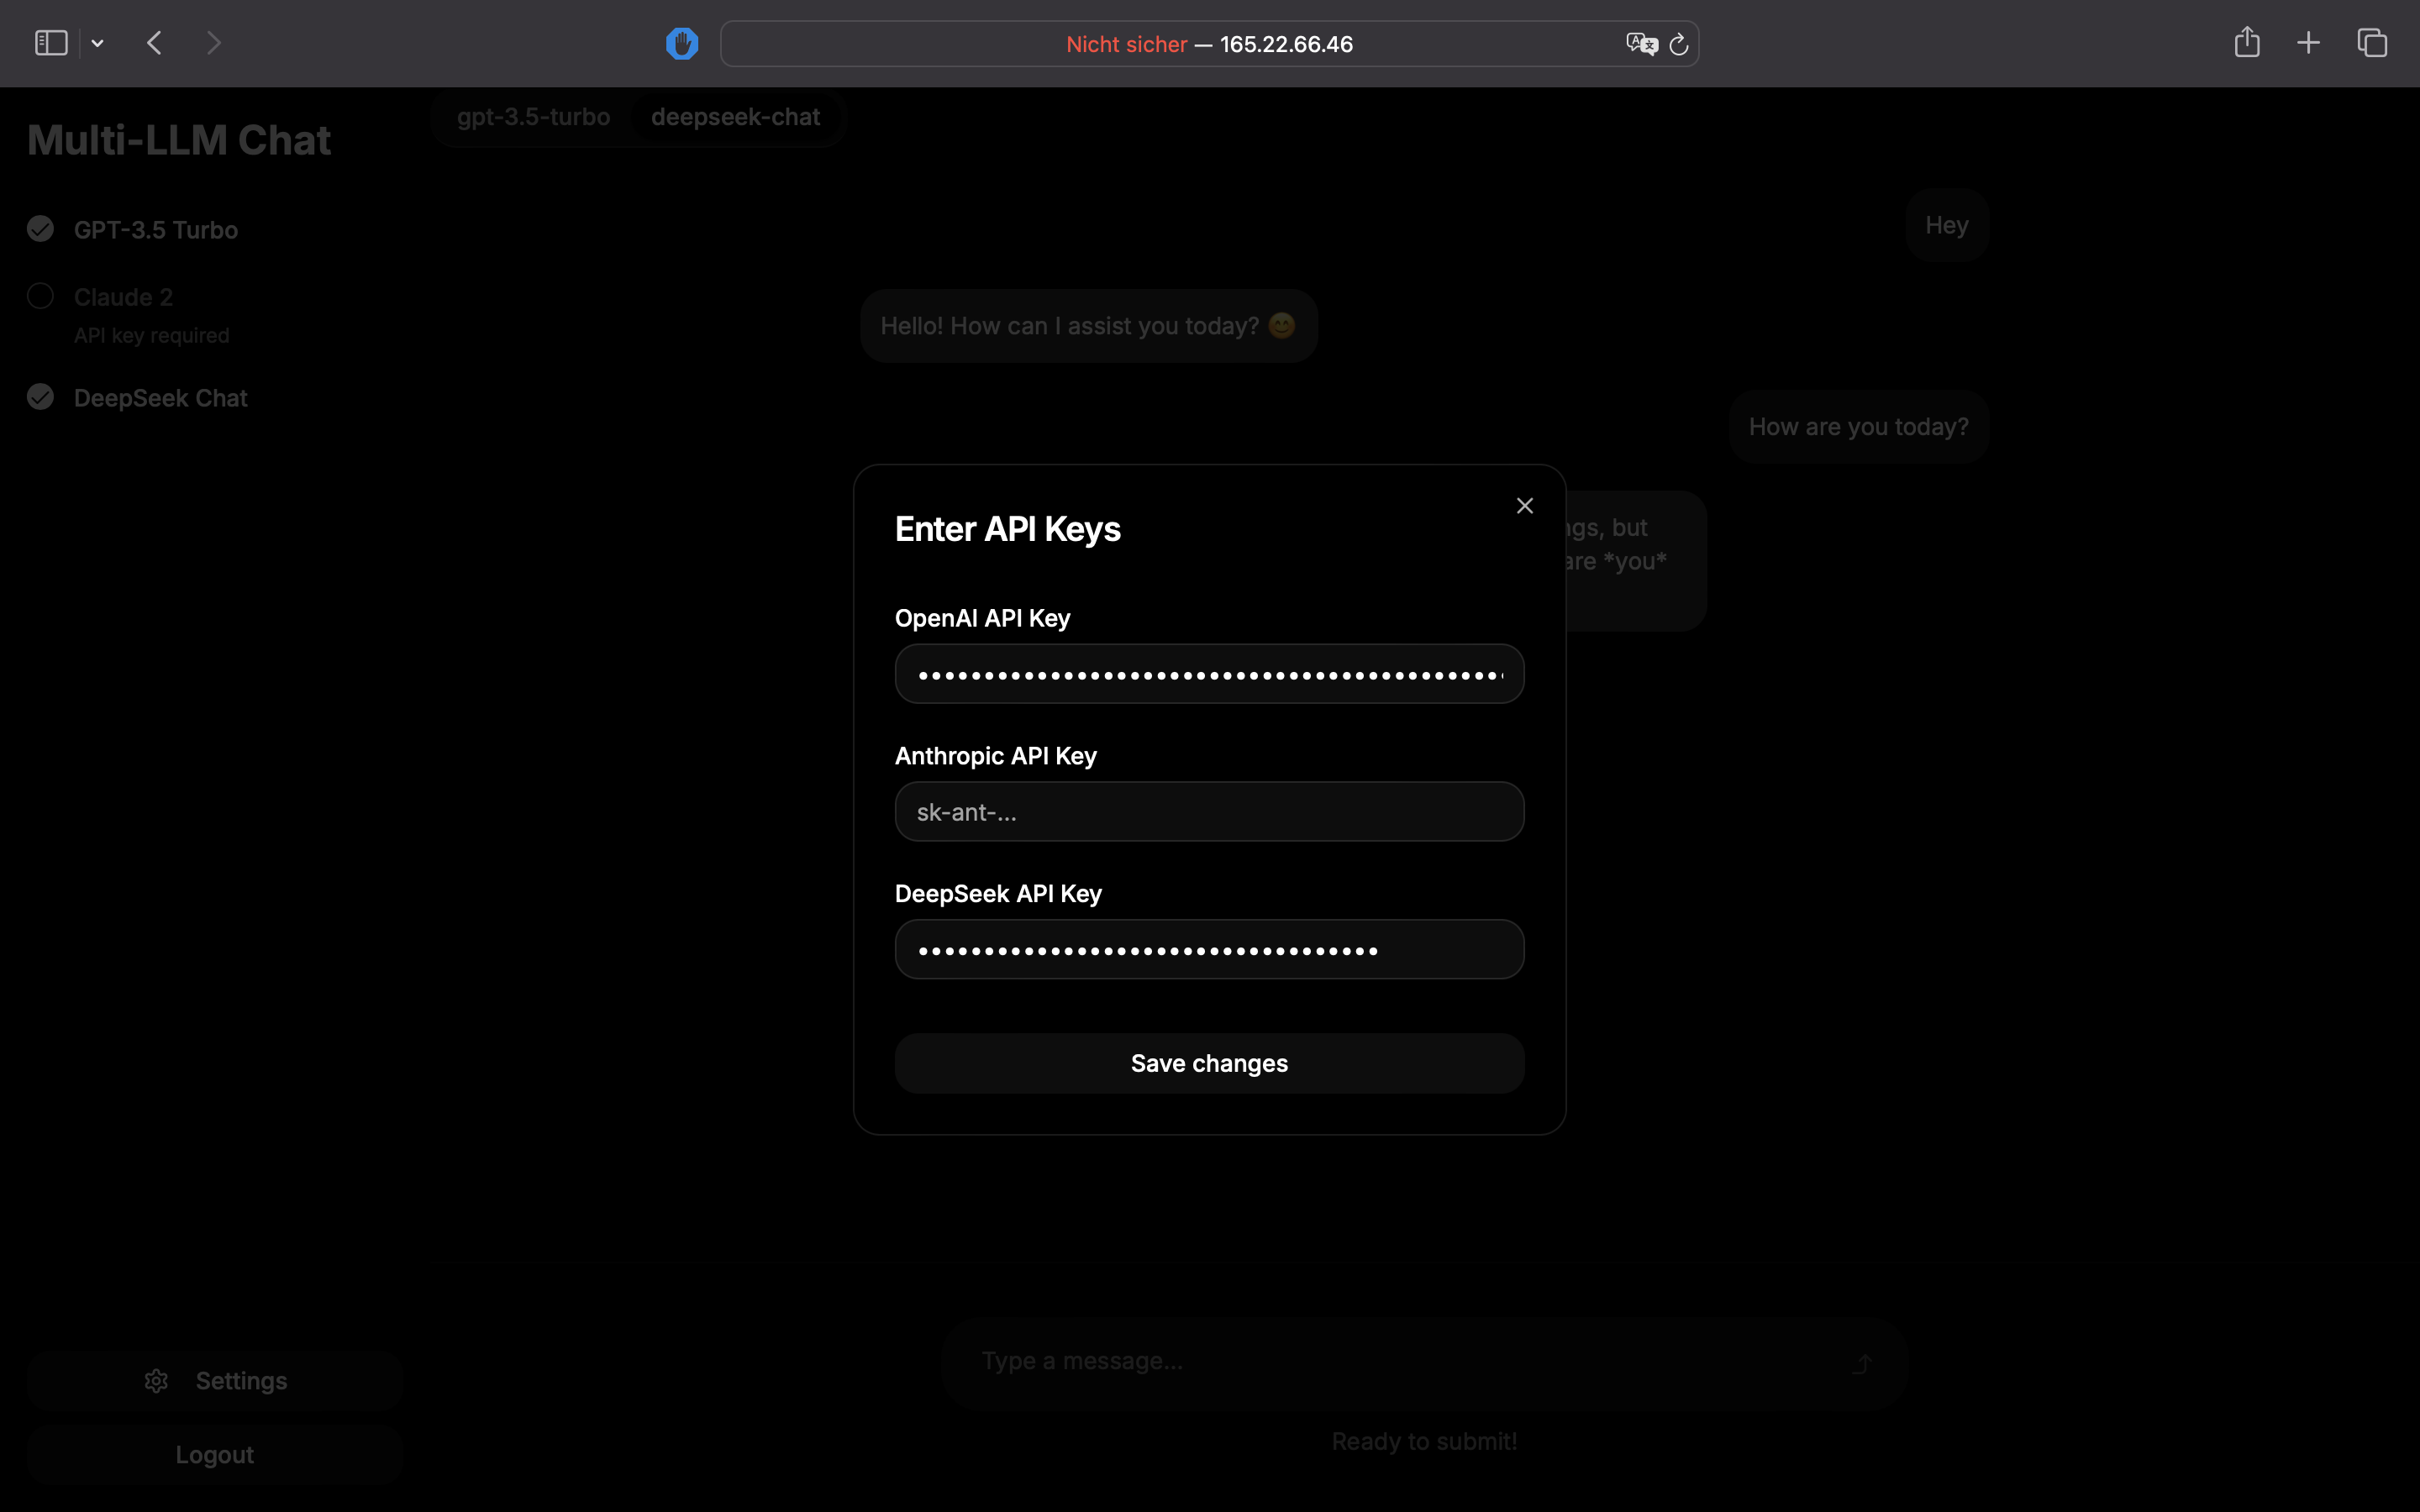 Nicht sicher — 165.22.66.46
Multi-LLM Chat
GPT-3.5 Turbo
Claude 2
API key required
DeepSeek Chat
Settings
Logout
gpt-3.5-turbo deepseek-chat
Hey
Hello! How can I assist you today? 😊
How are you today?
ngs, but
are *you*
Enter API Keys
OpenAI API Key
Anthropic API Key
sk-ant-...
DeepSeek API Key
Save changes
Type a message...
Ready to submit!